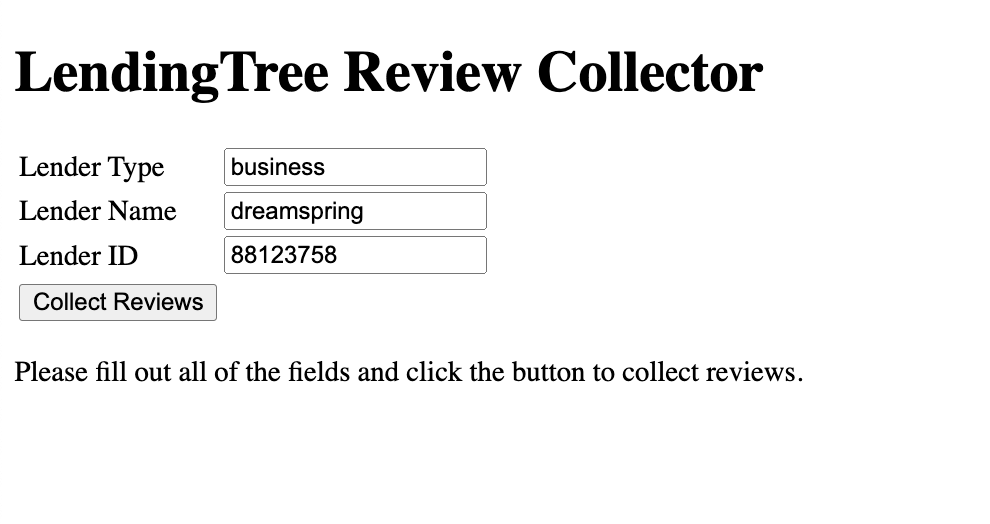 LendingTree Review Collector
Lender Type business
Lender Name dreamspring
Lender ID 88123758
Collect Reviews
Please fill out all of the fields and click the button to collect reviews.